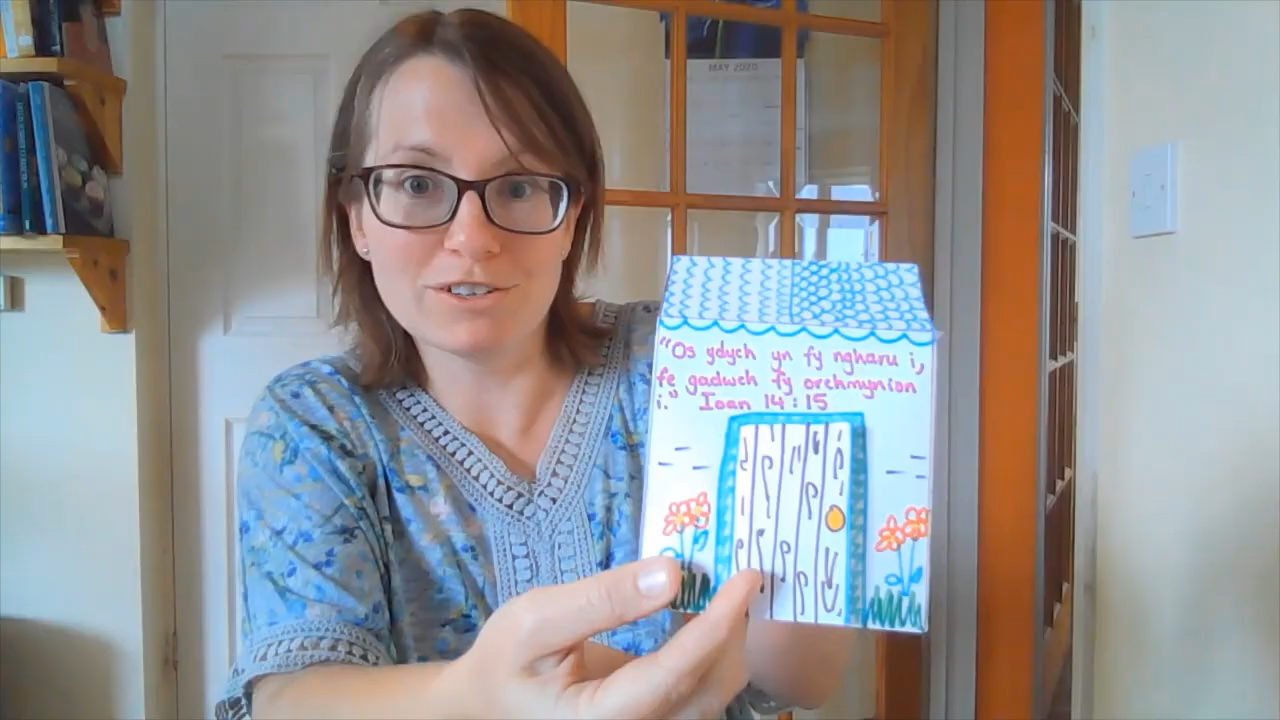 MAY 2020
"Os ydych yn fy ngharu i,
fe gadwch fy orchmynion
i." Ioan 14:15